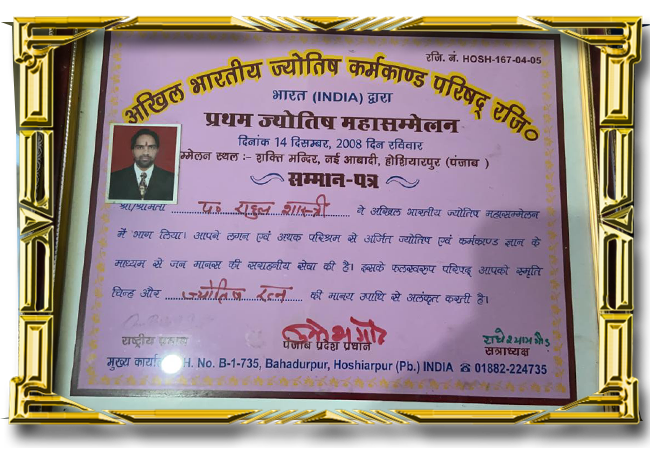 रजि. नं. HOSH-167-04-05
अखिल भारतीय ज्योतिष कर्मकाण्ड परिषद् रजि०
भारत (INDIA) द्वारा
प्रथम ज्योतिष महासम्मेलन
दिनांक 14 दिसम्बर, 2008 दिन रविवार
म्मेलन स्थल :- शक्ति मन्दिर, नई आबादी, होशियारपुर (पंजाब)
सम्मान-पत्र
श्री/श्रीमती पं० राहुल शास्त्री ने अखिल भारतीय ज्योतिष महासम्मेलन
में भाग लिया। आपने लगन एवं अथक परिश्रम से अर्जित ज्योतिष एवं कर्मकाण्ड ज्ञान के
माध्यम से जन मानस की सराहनीय सेवा की है। इसके फलस्वरूप परिषद् आपको स्मृति
चिन्ह और ज्योतिष रत्न की मानद उपाधि से अलंकृत करती है।
राष्ट्रीय पंजाब प्रदेश प्रधान सत्राध्यक्ष
मुख्य कार्या H. No. B-1-735, Bahadurpur, Hoshiarpur (Pb.) INDIA ☎ 01882-224735